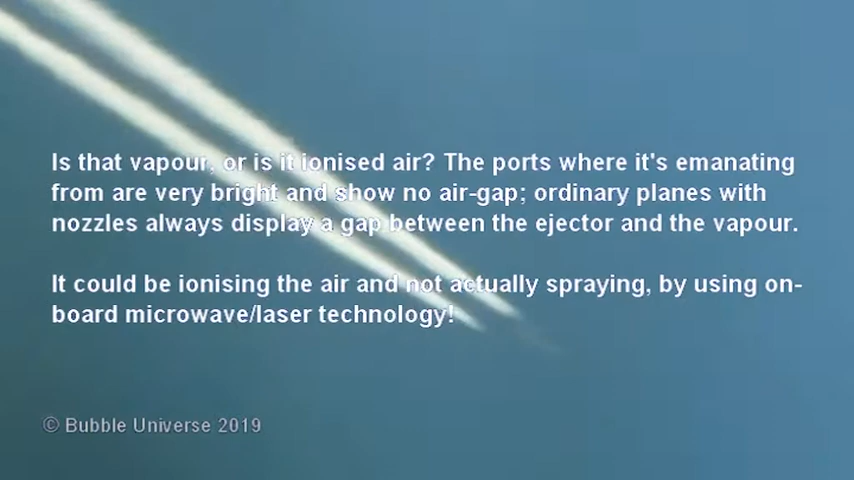 Is that vapour, or is it ionised air? The ports where it's emanating
from are very bright and show no air-gap; ordinary planes with
nozzles always display a gap between the ejector and the vapour.
It could be ionising the air and not actually spraying, by using on-
board microwave/laser technology!
© Bubble Universe 2019